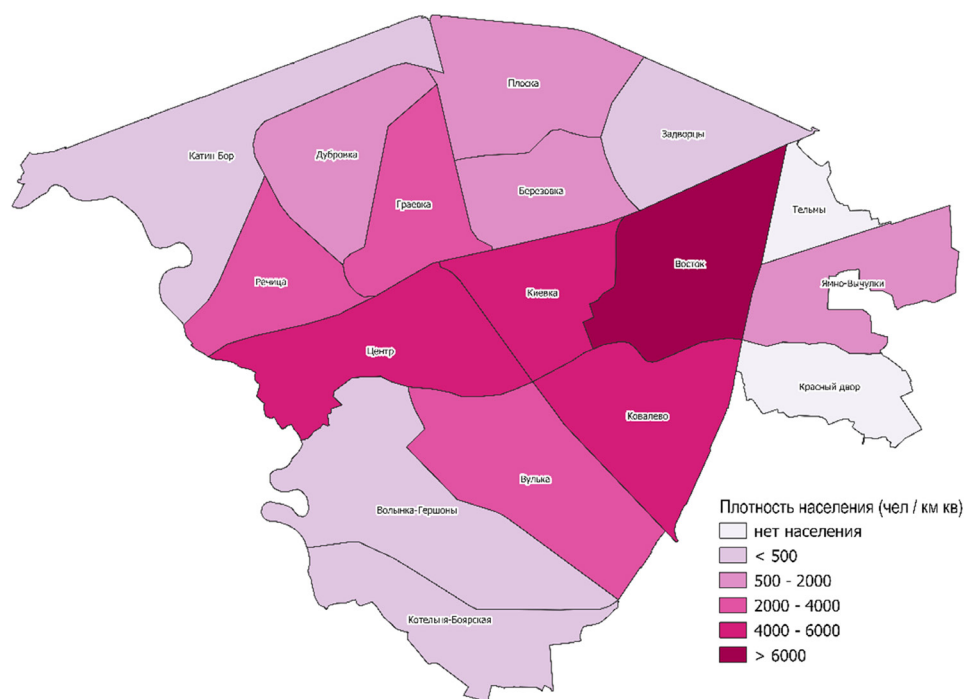 Плоска
Задворцы
Катин Бор
Дубровка
Березовка
Граевка
Тельмы
Восток
Речица
Киевка
Ямно-Вычулки
Центр
Красный двор
Ковалево
Вулька
Волынка-Гершоны
Котельня-Боярская
Плотность населения (чел / км кв)
нет населения
< 500
500 - 2000
2000 - 4000
4000 - 6000
> 6000